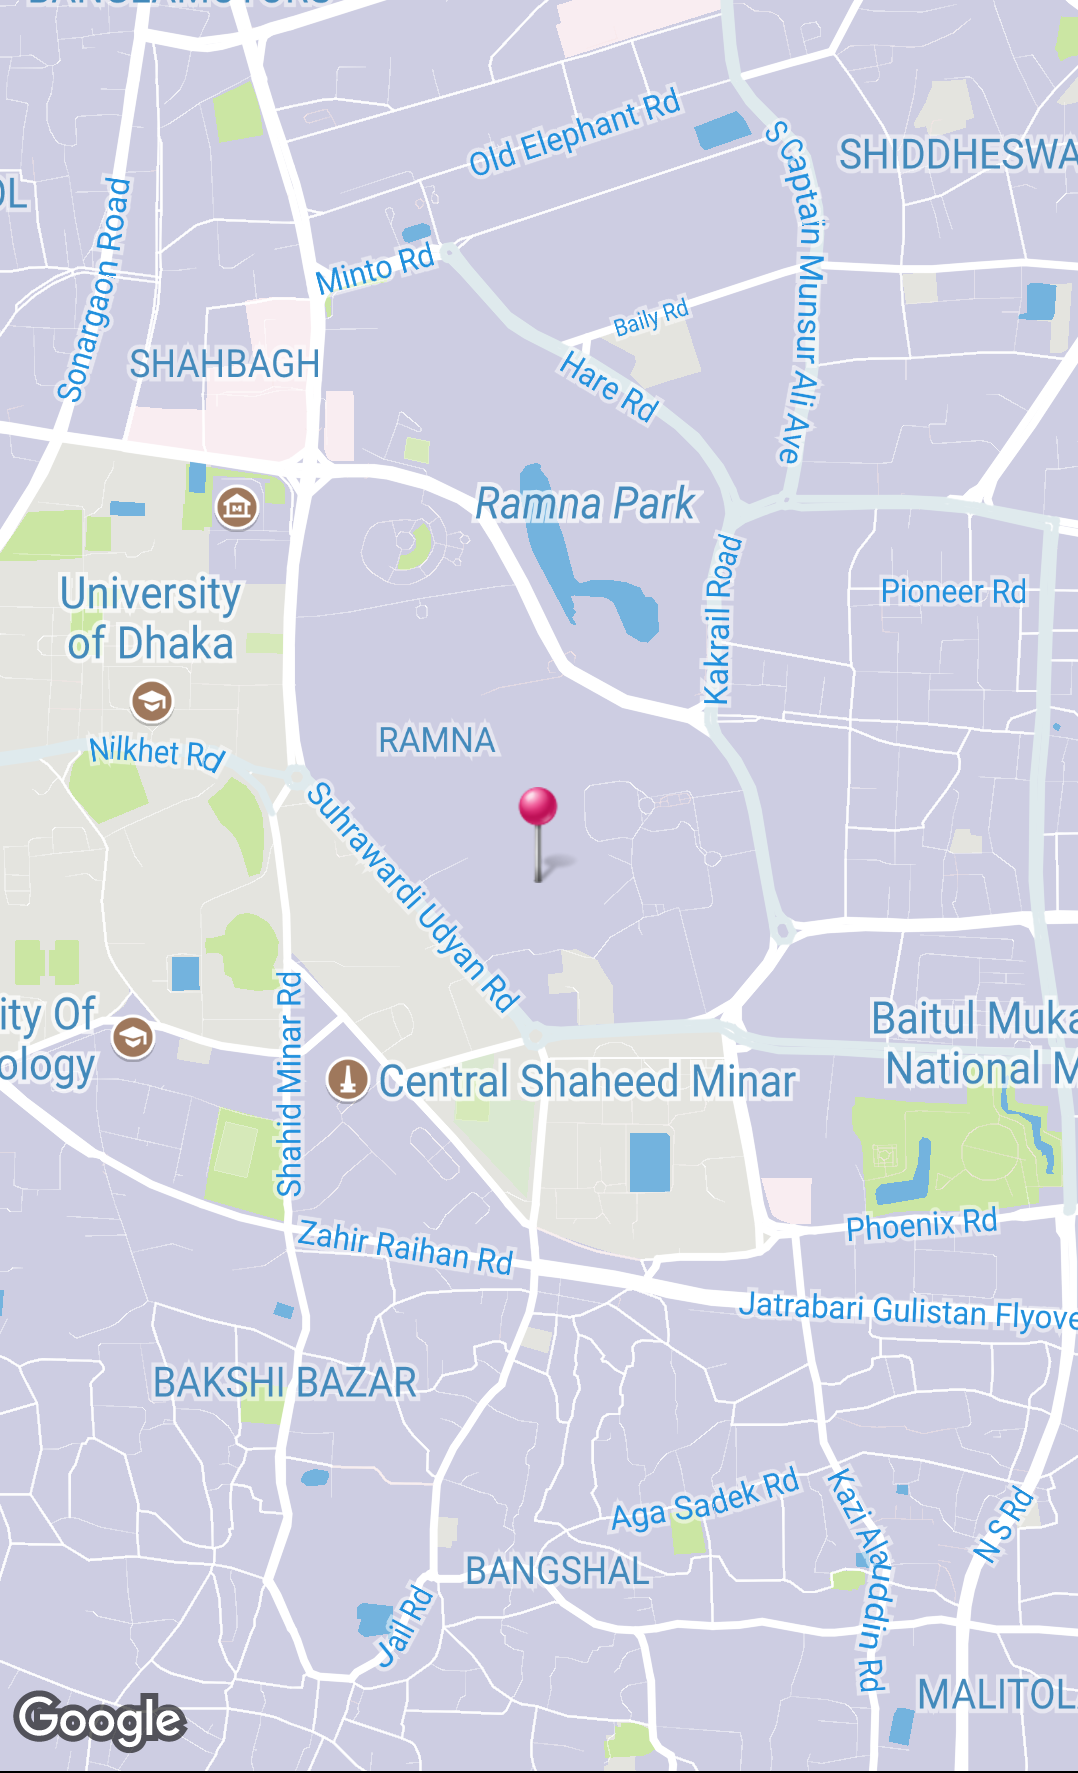 BANGLAMOTORS
Old Elephant Rd
S Captain Munsur Ali Ave
SHIDDHESWA
OL
Sonargaon Road
Minto Rd
Baily Rd
SHAHBAGH
Hare Rd
Ramna Park
Kakrail Road
Pioneer Rd
University
of Dhaka
RAMNA
Nilkhet Rd
Suhrawardi Udyan Rd
Shahid Minar Rd
ity Of
ology
Baitul Muka
National M
Central Shaheed Minar
Zahir Raihan Rd
Phoenix Rd
Jatrabari Gulistan Flyove
BAKSHI BAZAR
Aga Sadek Rd
Kazi Alauddin Rd
N S Rd
BANGSHAL
Jail Rd
MALITOL
Google